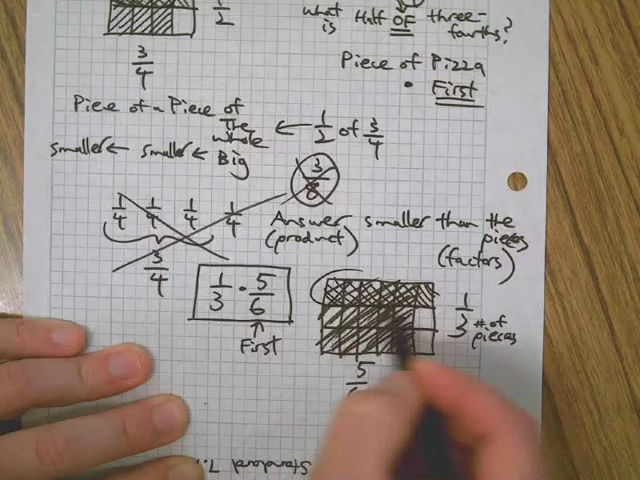 1/2
what is Half OF three-fourths?
3/4
Piece of Pizza
• First
Piece of a Piece of The whole ← 1/2 of 3/4
smaller ← smaller ← Big
3
1/4 1/4 1/4 1/4
3/4
Answer smaller than the pieces
(product) (factors)
1/3 · 5/6
↑
First
1/3 # of pieces
5
Standard 7.